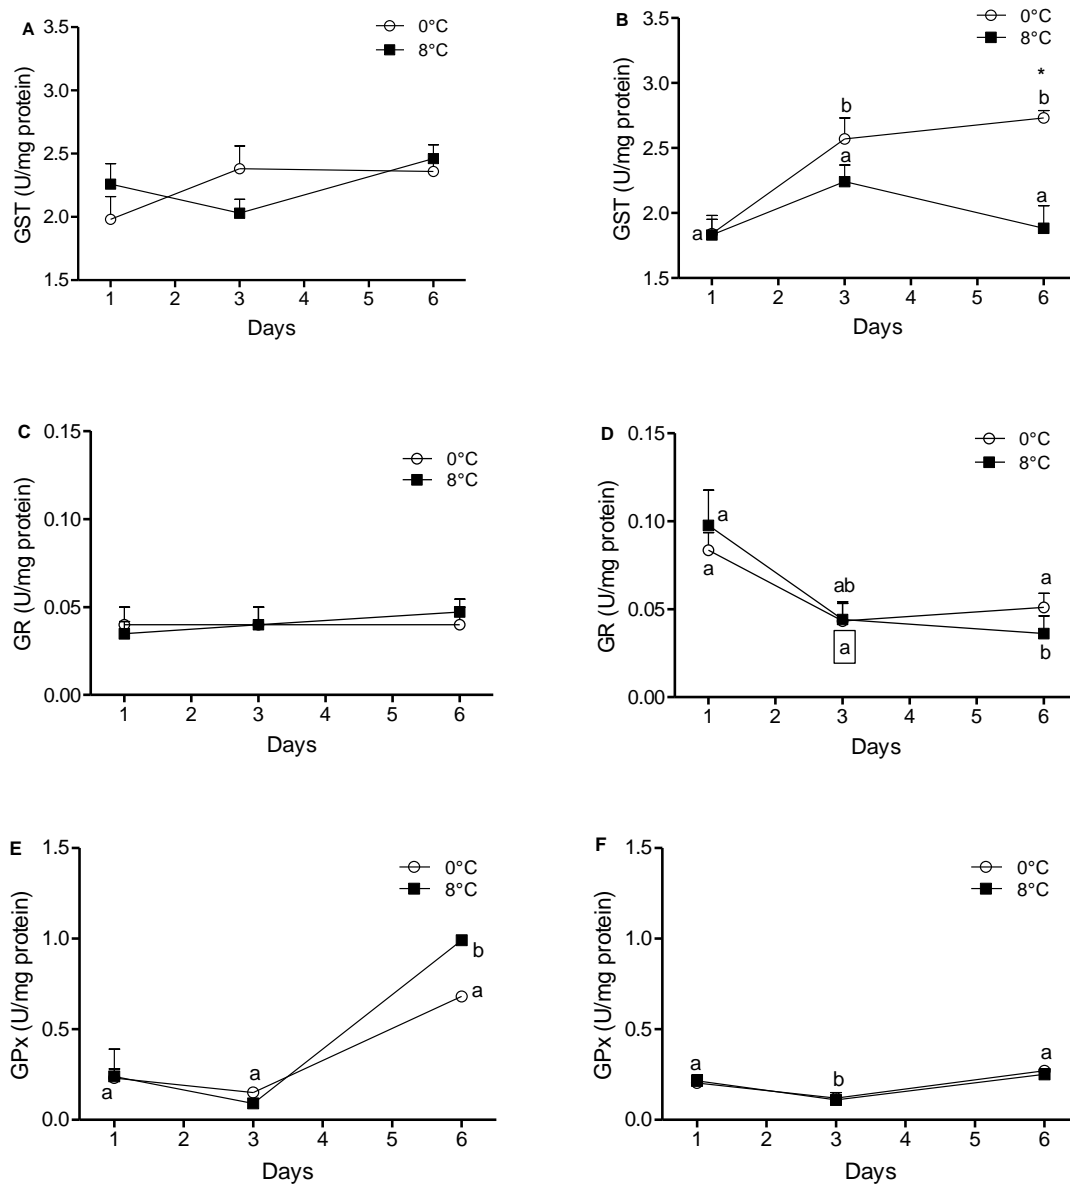 A
GST (U/mg protein)
3.5
3.0
2.5
2.0
1.5
0°C
8°C
1 2 3 4 5 6
Days
B
GST (U/mg protein)
3.5
3.0
2.5
2.0
1.5
0°C
8°C
*
b b
a a
a
1 2 3 4 5 6
Days
C
GR (U/mg protein)
0.15
0.10
0.05
0.00
0°C
8°C
1 2 3 4 5 6
Days
D
GR (U/mg protein)
0.15
0.10
0.05
0.00
0°C
8°C
a
a
ab a
a b
1 2 3 4 5 6
Days
E
GPx (U/mg protein)
1.5
1.0
0.5
0.0
0°C
8°C
b
a
a
a
1 2 3 4 5 6
Days
F
GPx (U/mg protein)
1.5
1.0
0.5
0.0
0°C
8°C
a b a
1 2 3 4 5 6
Days